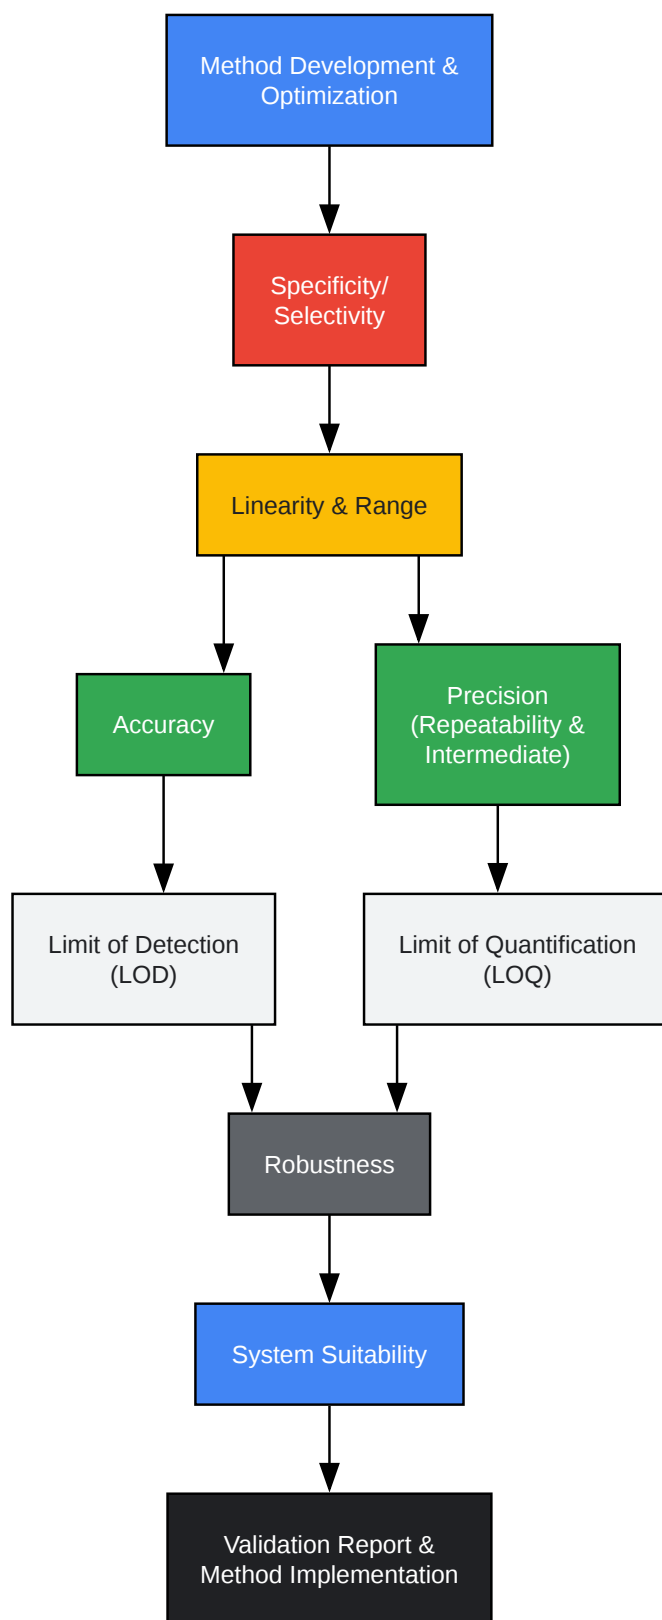 Method Development &
Optimization
Specificity/
Selectivity
Linearity & Range
Accuracy
Precision
(Repeatability &
Intermediate)
Limit of Detection
(LOD)
Limit of Quantification
(LOQ)
Robustness
System Suitability
Validation Report &
Method Implementation